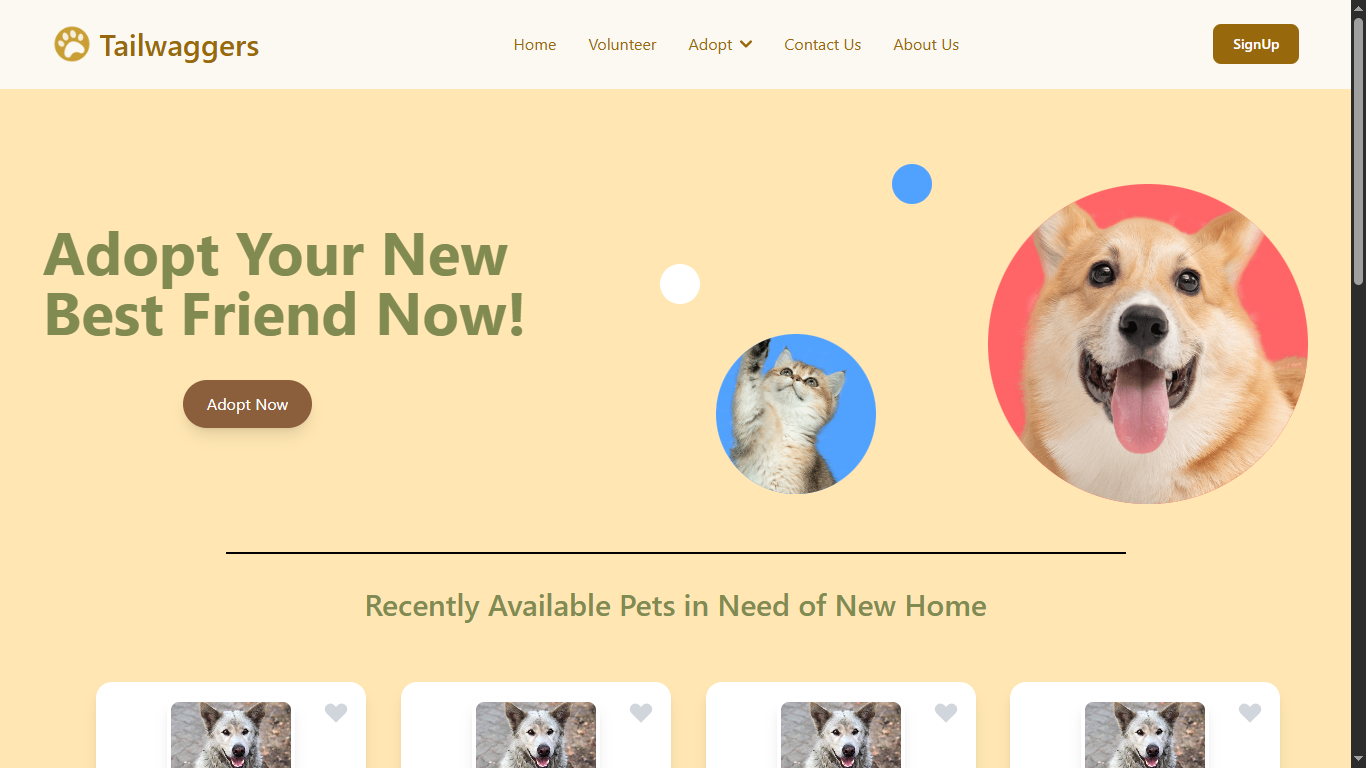 Tailwaggers
Home
Volunteer
Adopt
Contact Us
About Us
SignUp
Adopt Your New
Best Friend Now!
Adopt Now
Recently Available Pets in Need of New Home